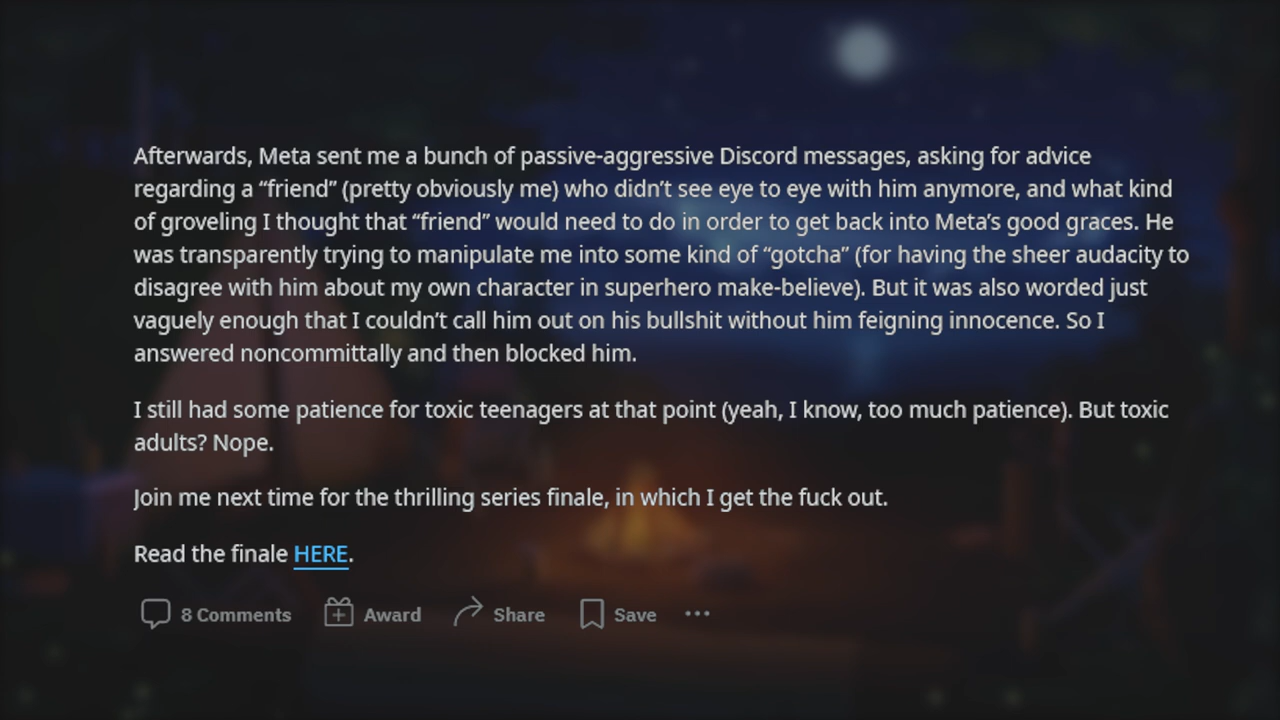 Afterwards, Meta sent me a bunch of passive-aggressive Discord messages, asking for advice
regarding a “friend” (pretty obviously me) who didn’t see eye to eye with him anymore, and what kind
of groveling I thought that “friend” would need to do in order to get back into Meta’s good graces. He
was transparently trying to manipulate me into some kind of “gotcha” (for having the sheer audacity to
disagree with him about my own character in superhero make-believe). But it was also worded just
vaguely enough that I couldn’t call him out on his bullshit without him feigning innocence. So I
answered noncommittally and then blocked him.
I still had some patience for toxic teenagers at that point (yeah, I know, too much patience). But toxic
adults? Nope.
Join me next time for the thrilling series finale, in which I get the fuck out.
Read the finale HERE.
8 Comments Award Share Save •••